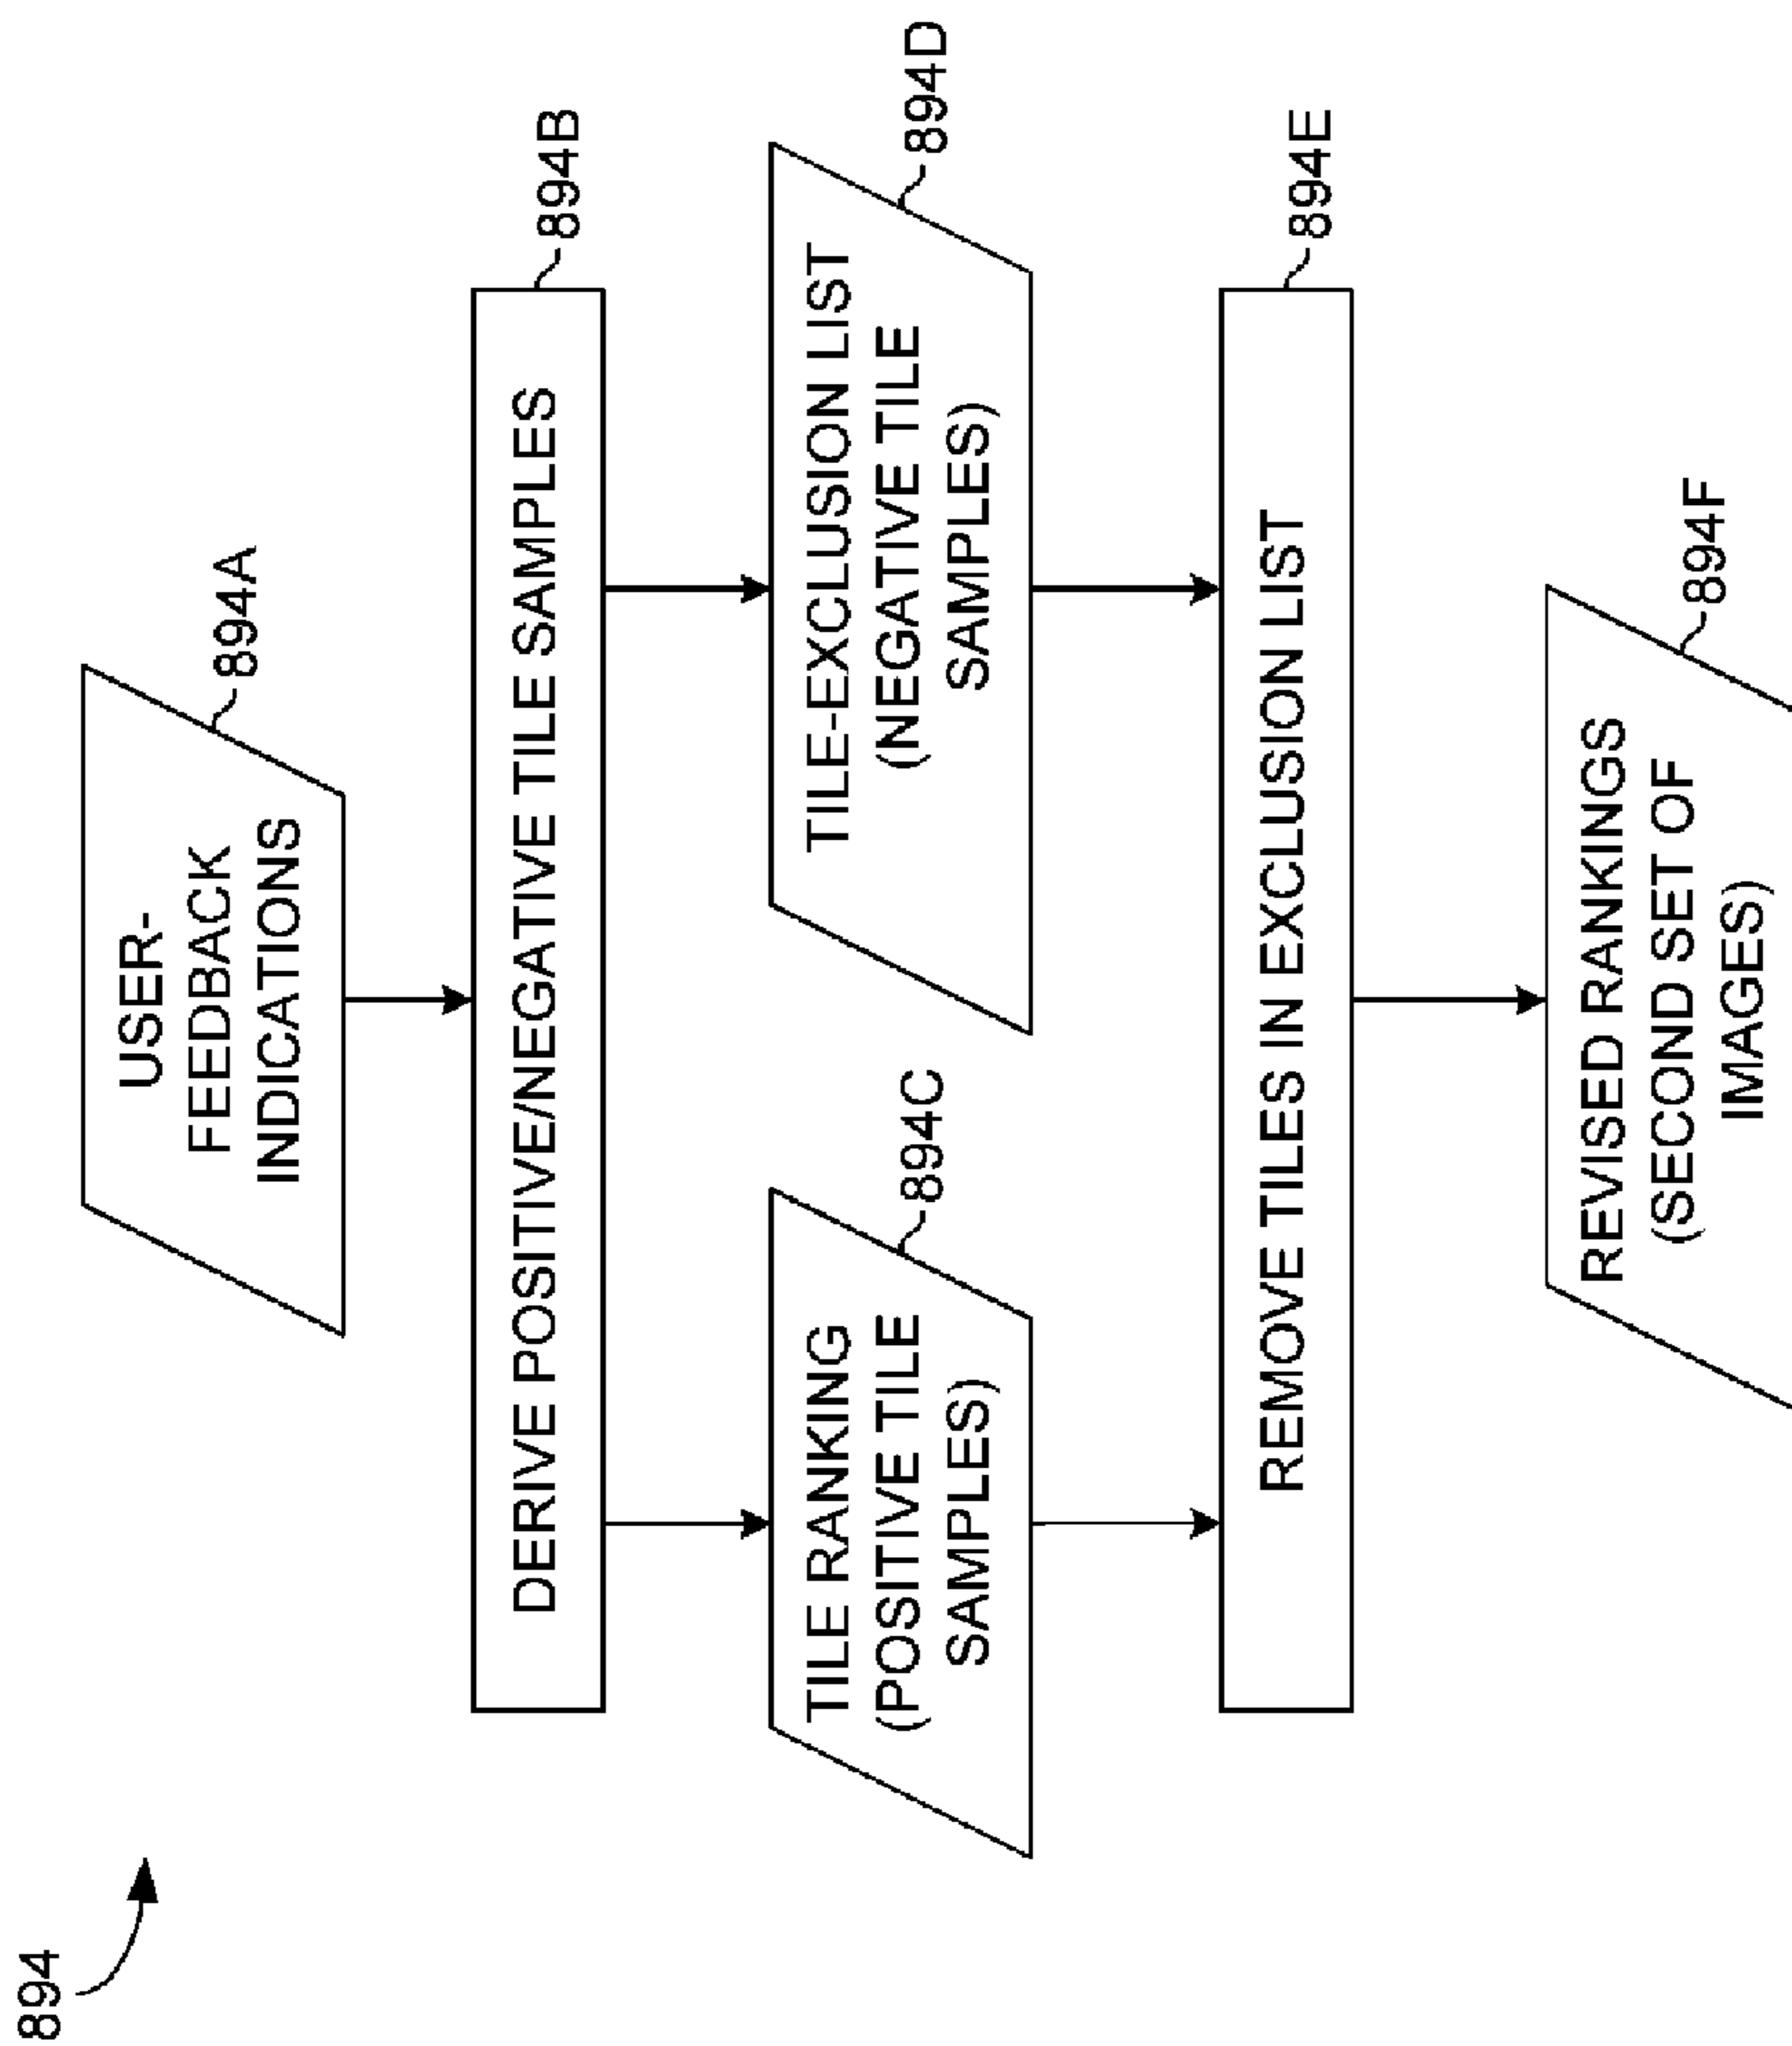 894
USER-
FEEDBACK
INDICATIONS
894A
DERIVE POSITIVE/NEGATIVE TILE SAMPLES
894B
TILE RANKING
(POSITIVE TILE
SAMPLES)
894C
TILE-EXCLUSION LIST
(NEGATIVE TILE
SAMPLES)
894D
REMOVE TILES IN EXCLUSION LIST
894E
REVISED RANKINGS
(SECOND SET OF
IMAGES)
894F